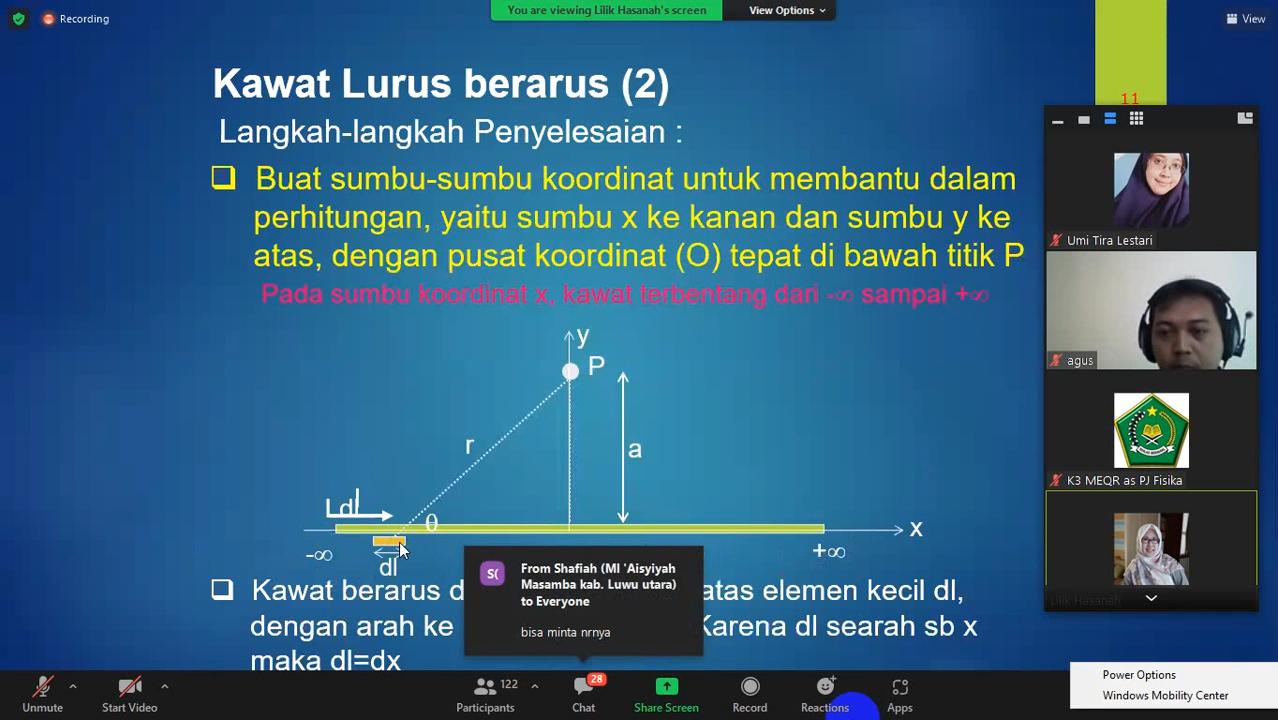 Recording
You are viewing Lilik Hasanah's screen
View Options
View
Kawat Lurus berarus (2)
11
Langkah-langkah Penyelesaian :
Buat sumbu-sumbu koordinat untuk membantu dalam
perhitungan, yaitu sumbu x ke kanan dan sumbu y ke
atas, dengan pusat koordinat (O) tepat di bawah titik P
Pada sumbu koordinat x, kawat terbentang dari -∞ sampai +∞
y
P
r
a
dl
θ
x
-∞
+∞
dl
Kawat berarus d
atas elemen kecil dl,
dengan arah ke
Karena dl searah sb x
maka dl=dx
S(
From Shafiah (MI 'Aisyiyah
Masamba kab. Luwu utara)
to Everyone
bisa minta nrnya
Umi Tira Lestari
agus
K3 MEQR as PJ Fisika
Lilik Hasanah
Power Options
Windows Mobility Center
Unmute
Start Video
122
Participants
28
Chat
Share Screen
Record
Reactions
Apps